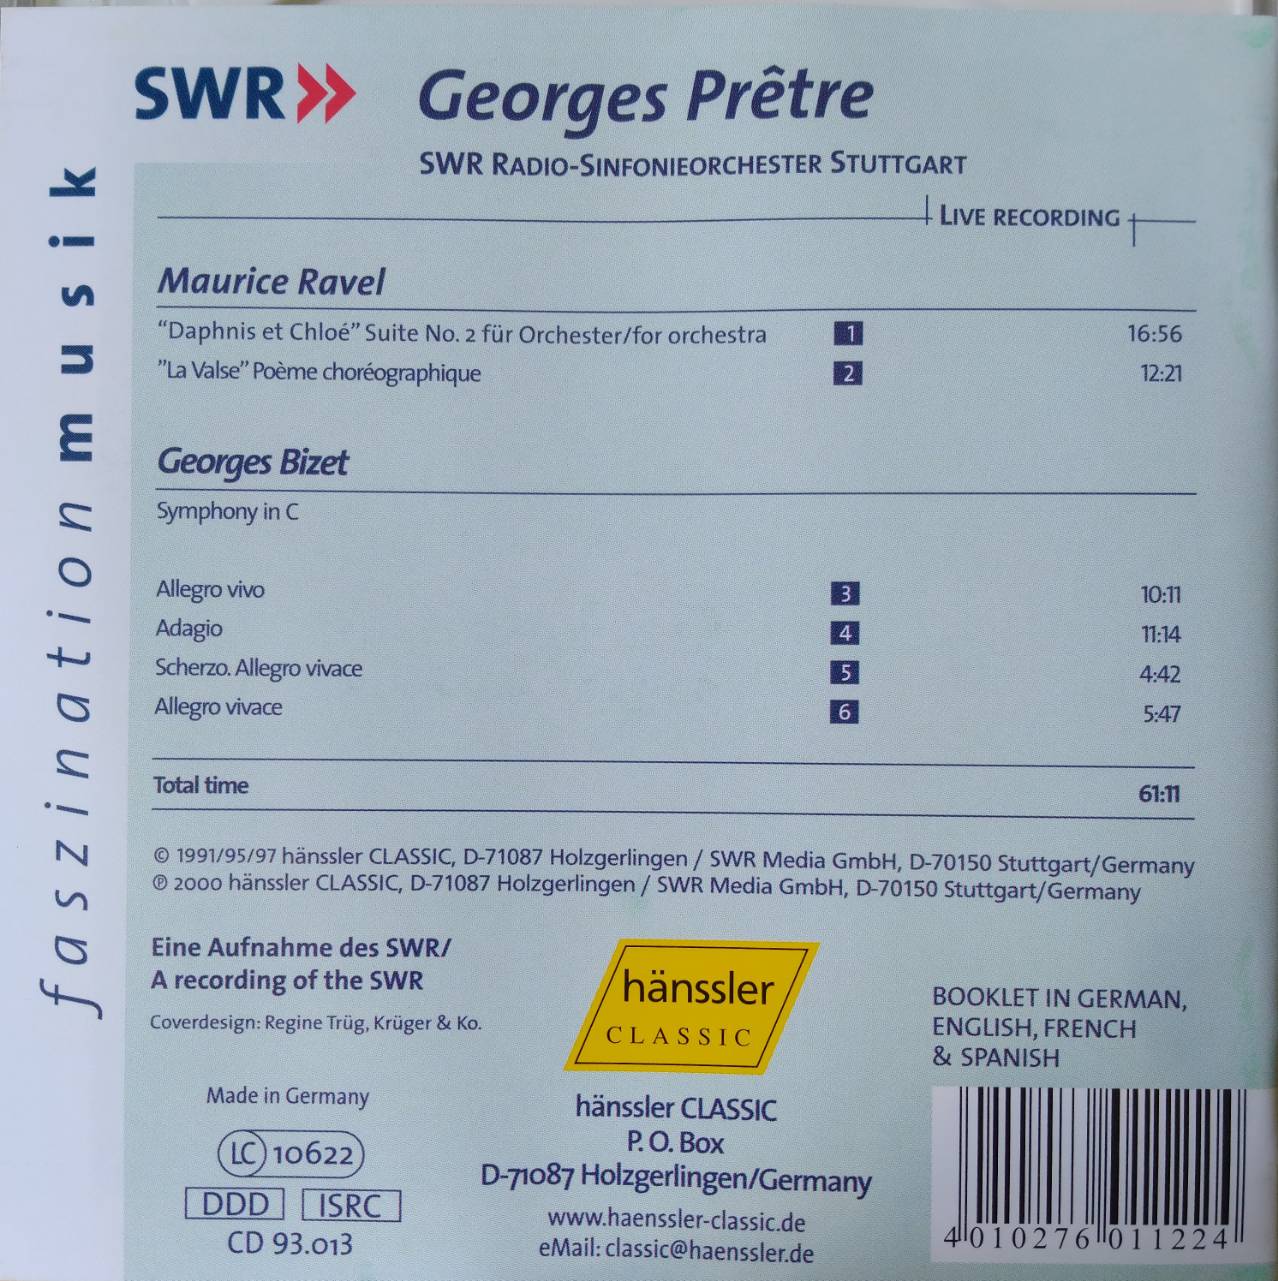 faszination musik
SWR
Georges Prêtre
SWR RADIO-SINFONIEORCHESTER STUTTGART
LIVE RECORDING
Maurice Ravel
“Daphnis et Chloé” Suite No. 2 für Orchester/for orchestra 1 16:56
”La Valse” Poème choréographique 2 12:21
Georges Bizet
Symphony in C
Allegro vivo 3 10:11
Adagio 4 11:14
Scherzo. Allegro vivace 5 4:42
Allegro vivace 6 5:47
Total time 61:11
© 1991/95/97 hänssler CLASSIC, D-71087 Holzgerlingen / SWR Media GmbH, D-70150 Stuttgart/Germany
℗ 2000 hänssler CLASSIC, D-71087 Holzgerlingen / SWR Media GmbH, D-70150 Stuttgart/Germany
Eine Aufnahme des SWR/
A recording of the SWR
Coverdesign: Regine Trüg, Krüger & Ko.
Made in Germany
LC 10622
DDD ISRC
CD 93.013
hänssler
CLASSIC
hänssler CLASSIC
P. O. Box
D-71087 Holzgerlingen/Germany
www.haenssler-classic.de
eMail: classic@haenssler.de
BOOKLET IN GERMAN,
ENGLISH, FRENCH
& SPANISH
4 010276 011224